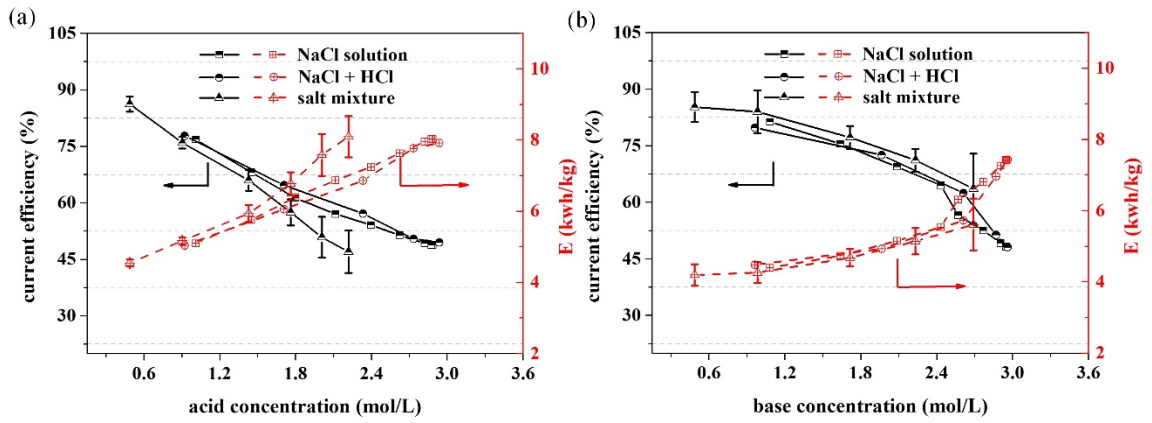 (a)
current efficiency (%)
105
90
75
60
45
30
NaCl solution
NaCl + HCl
salt mixture
10
8
6
4
2
E (kwh/kg)
0.6 1.2 1.8 2.4 3.0 3.6
acid concentration (mol/L)
(b)
current efficiency (%)
105
90
75
60
45
30
NaCl solution
NaCl + HCl
salt mixture
10
8
6
4
2
E (kwh/kg)
0.6 1.2 1.8 2.4 3.0 3.6
base concentration (mol/L)